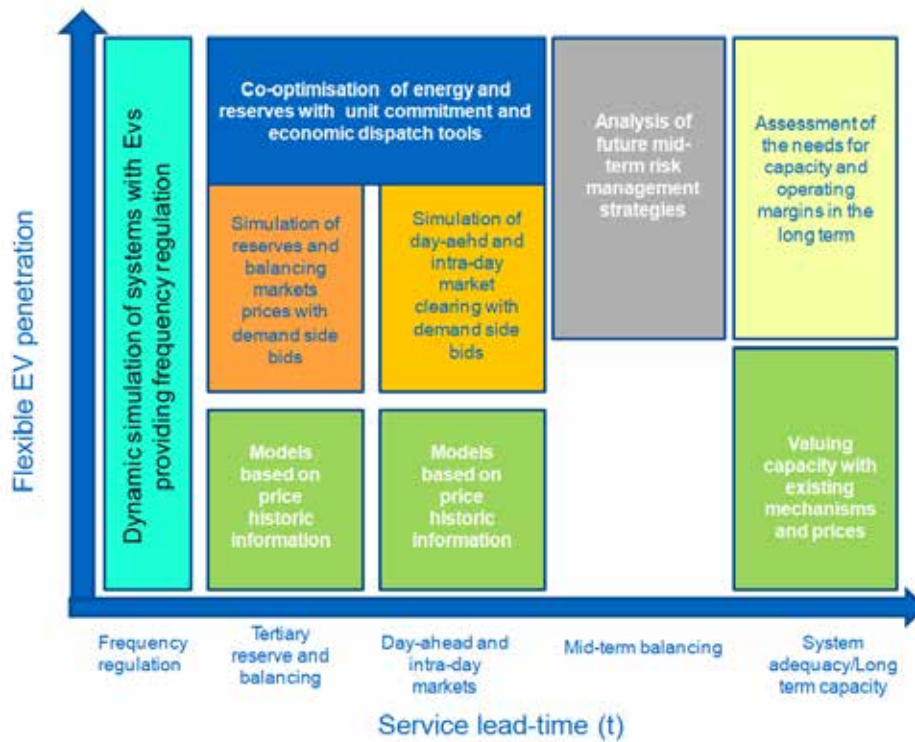 Flexible EV penetration
Dynamic simulation of systems with Evs
providing frequency regulation
Co-optimisation of energy and
reserves with unit commitment and
economic dispatch tools
Simulation of
reserves and
balancing
markets
prices with
demand side
bids
Simulation of
day-aehd and
intra-day
market
clearing with
demand side
bids
Analysis of
future mid-
term risk
management
strategies
Assessment of
the needs for
capacity and
operating
margins in the
long term
Models
based on
price
historic
information
Models
based on
price
historic
information
Valuing
capacity with
existing
mechanisms
and prices
Frequency
regulation
Tertiary
reserve and
balancing
Day-ahead and
intra-day
markets
Mid-term balancing
System
adequacy/Long
term capacity
Service lead-time (t)